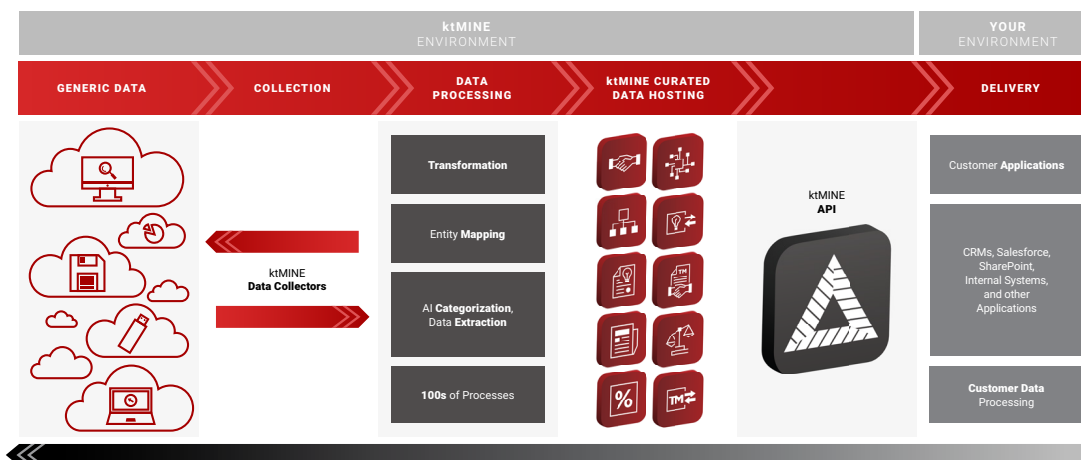 ktMINE
ENVIRONMENT
YOUR
ENVIRONMENT
GENERIC DATA
COLLECTION
DATA
PROCESSING
ktMINE CURATED
DATA HOSTING
DELIVERY
ktMINE
Data Collectors
Transformation
Entity Mapping
AI Categorization,
Data Extraction
100s of Processes
TM
%
TM
ktMINE
API
Customer Applications
CRMs, Salesforce,
SharePoint,
Internal Systems,
and other
Applications
Customer Data
Processing